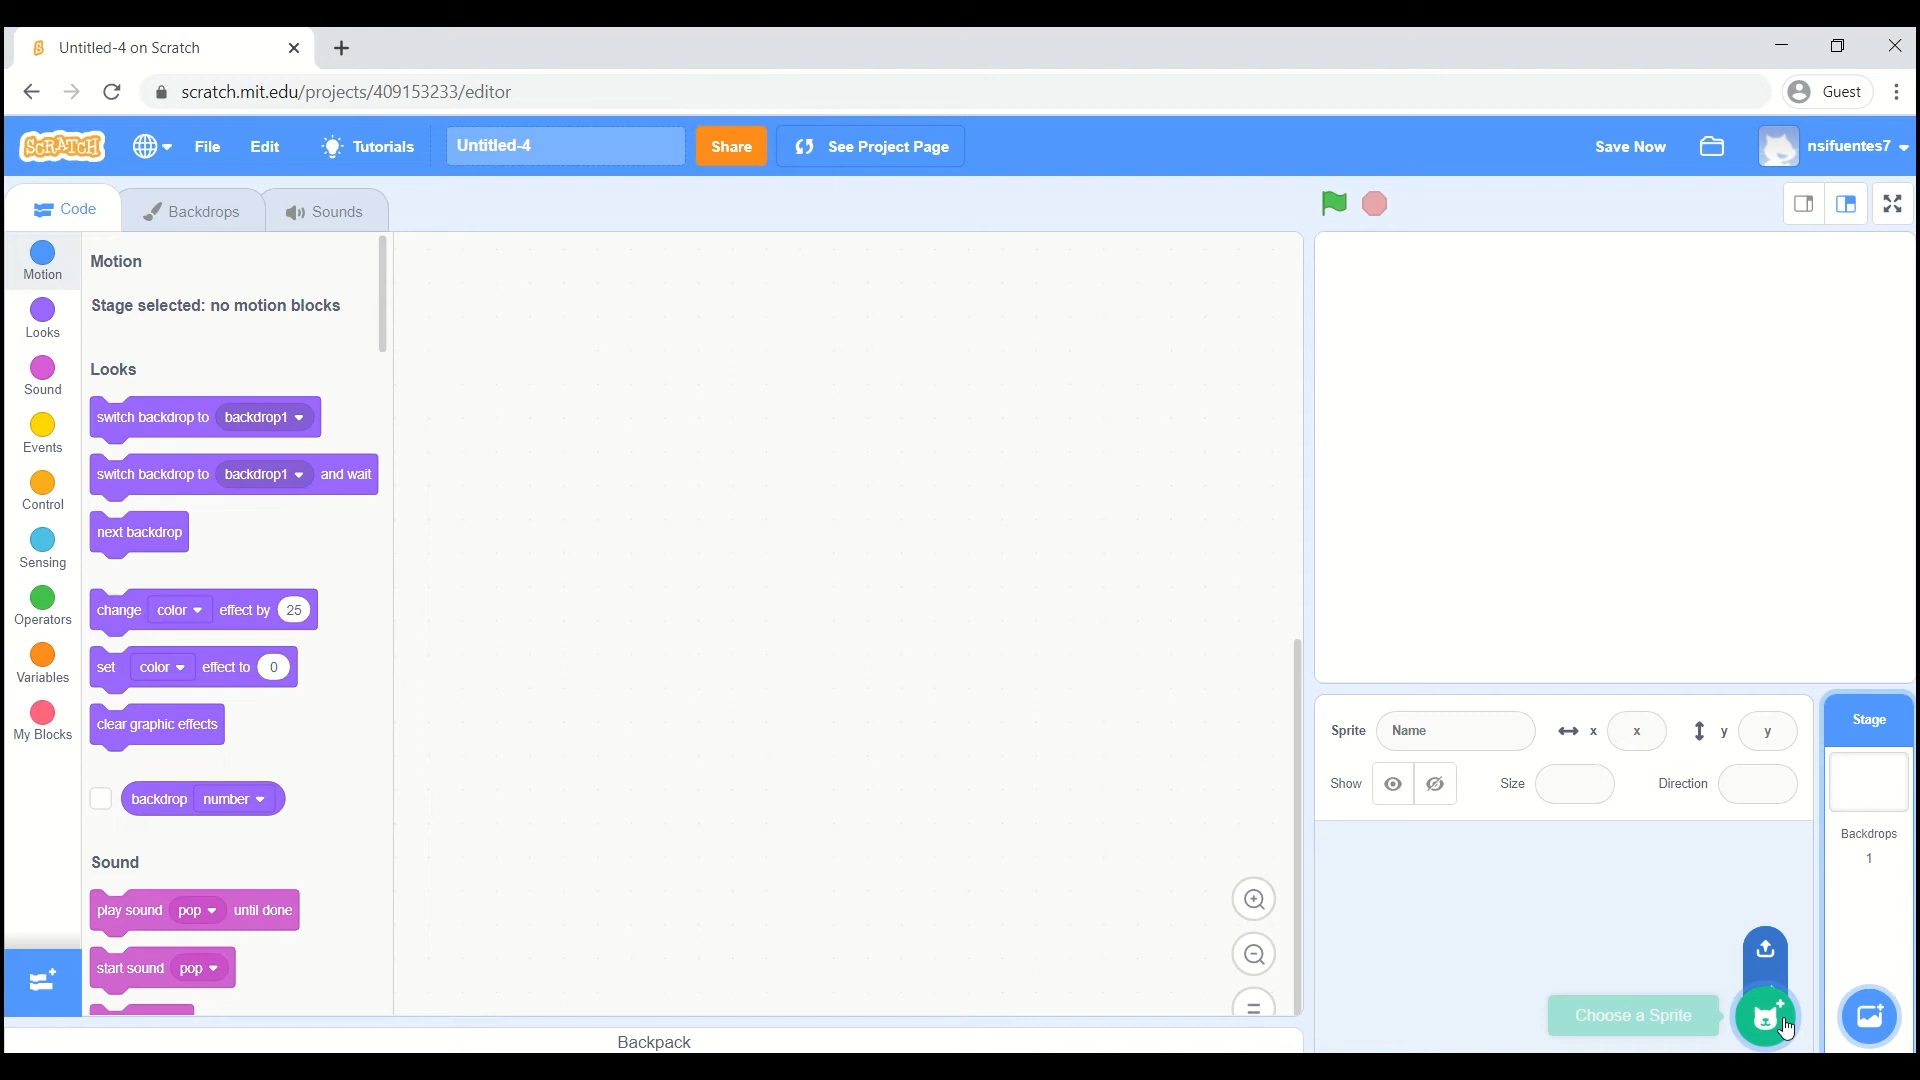 Untitled-4 on Scratch
scratch.mit.edu/projects/409153233/editor
Guest
SCRATCH
File
Edit
Tutorials
Untitled-4
Share
See Project Page
Save Now
nsifuentes7
Code
Backdrops
Sounds
Motion
Looks
Sound
Events
Control
Sensing
Operators
Variables
My Blocks
Motion
Stage selected: no motion blocks
Looks
switch backdrop to backdrop1
switch backdrop to backdrop1 and wait
next backdrop
change color effect by 25
set color effect to 0
clear graphic effects
backdrop number
Sound
play sound pop until done
start sound pop
Backpack
Sprite Name x x y y
Show Size Direction
Choose a Sprite
Stage
Backdrops
1